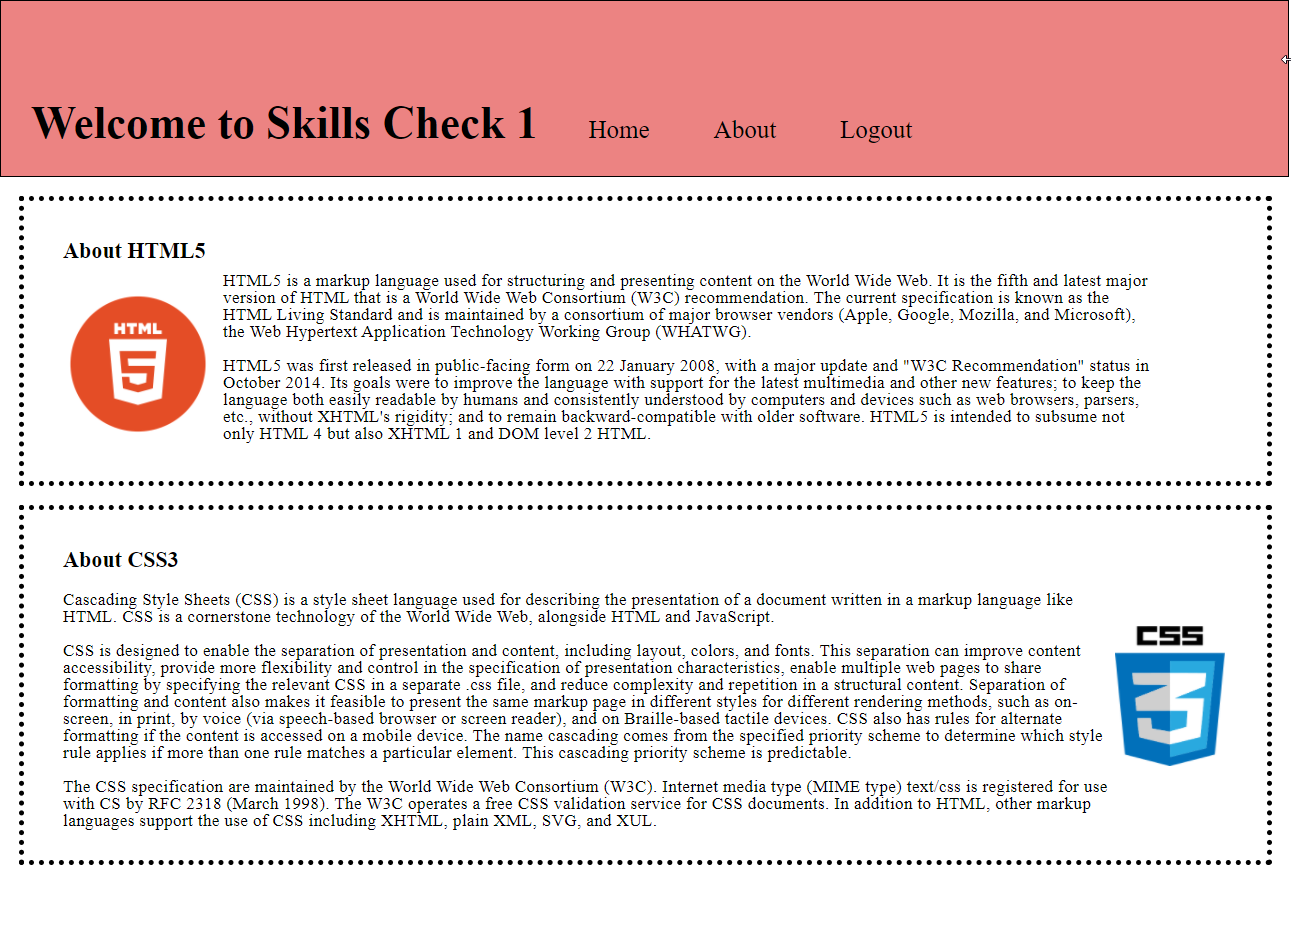 Welcome to Skills Check 1 Home About Logout
About HTML5
HTML5 is a markup language used for structuring and presenting content on the World Wide Web. It is the fifth and latest major
version of HTML that is a World Wide Web Consortium (W3C) recommendation. The current specification is known as the
HTML Living Standard and is maintained by a consortium of major browser vendors (Apple, Google, Mozilla, and Microsoft),
the Web Hypertext Application Technology Working Group (WHATWG).
HTML
5
HTML5 was first released in public-facing form on 22 January 2008, with a major update and "W3C Recommendation" status in
October 2014. Its goals were to improve the language with support for the latest multimedia and other new features; to keep the
language both easily readable by humans and consistently understood by computers and devices such as web browsers, parsers,
etc., without XHTML's rigidity; and to remain backward-compatible with older software. HTML5 is intended to subsume not
only HTML 4 but also XHTML 1 and DOM level 2 HTML.
About CSS3
Cascading Style Sheets (CSS) is a style sheet language used for describing the presentation of a document written in a markup language like
HTML. CSS is a cornerstone technology of the World Wide Web, alongside HTML and JavaScript.
CSS is designed to enable the separation of presentation and content, including layout, colors, and fonts. This separation can improve content
accessibility, provide more flexibility and control in the specification of presentation characteristics, enable multiple web pages to share
formatting by specifying the relevant CSS in a separate .css file, and reduce complexity and repetition in a structural content. Separation of
formatting and content also makes it feasible to present the same markup page in different styles for different rendering methods, such as on-
screen, in print, by voice (via speech-based browser or screen reader), and on Braille-based tactile devices. CSS also has rules for alternate
formatting if the content is accessed on a mobile device. The name cascading comes from the specified priority scheme to determine which style
rule applies if more than one rule matches a particular element. This cascading priority scheme is predictable.
CSS
3
The CSS specification are maintained by the World Wide Web Consortium (W3C). Internet media type (MIME type) text/css is registered for use
with CS by RFC 2318 (March 1998). The W3C operates a free CSS validation service for CSS documents. In addition to HTML, other markup
languages support the use of CSS including XHTML, plain XML, SVG, and XUL.